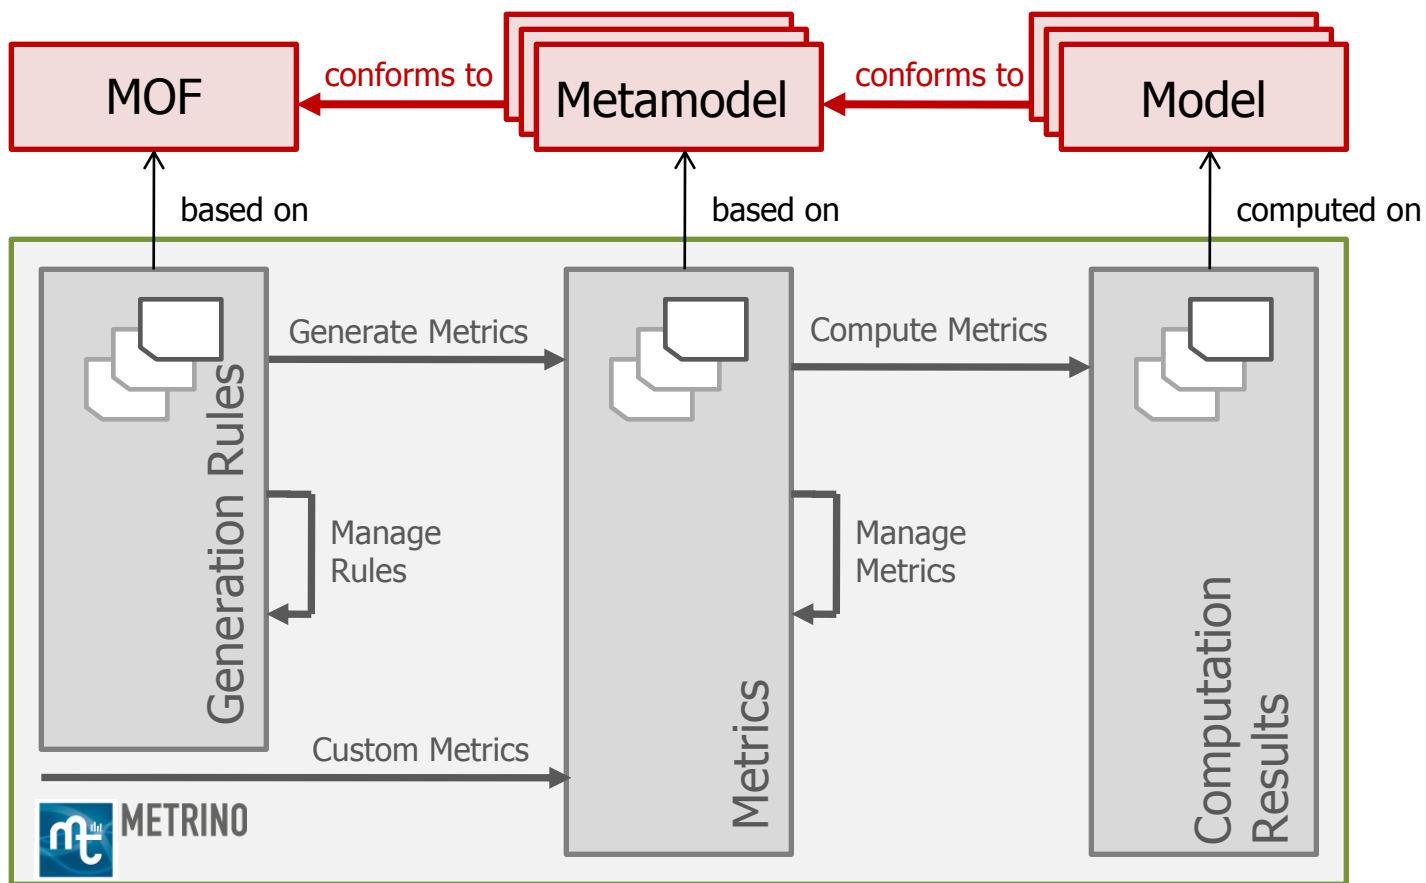 MOF
conforms to
Metamodel
conforms to
Model
based on
based on
computed on
Generation Rules
Generate Metrics
Manage
Rules
Custom Metrics
Metrics
Compute Metrics
Manage
Metrics
Computation
Results
mt
METRINO